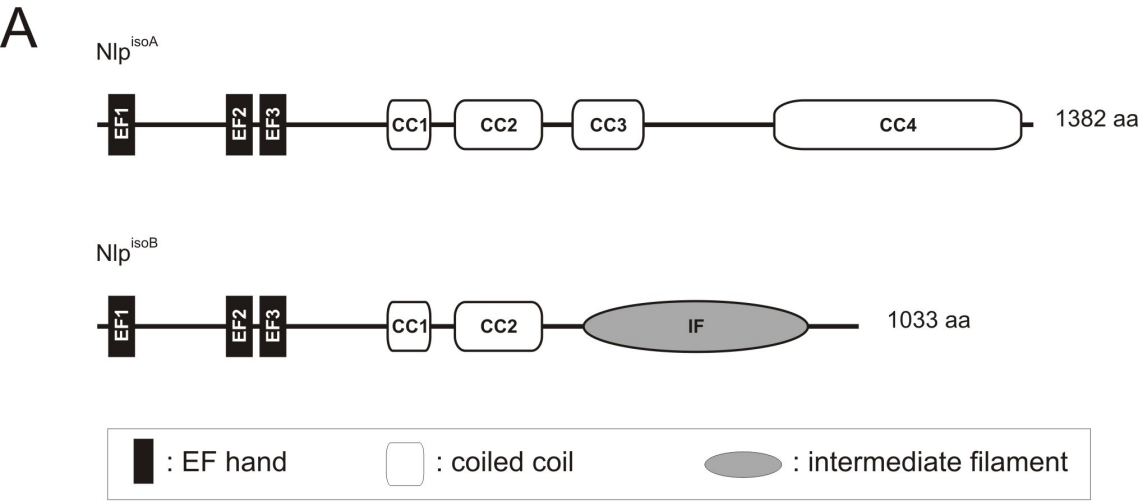 A
Nlp^isoA
EF1 EF2 EF3 CC1 CC2 CC3 CC4 1382 aa
Nlp^isoB
EF1 EF2 EF3 CC1 CC2 IF 1033 aa
: EF hand : coiled coil : intermediate filament